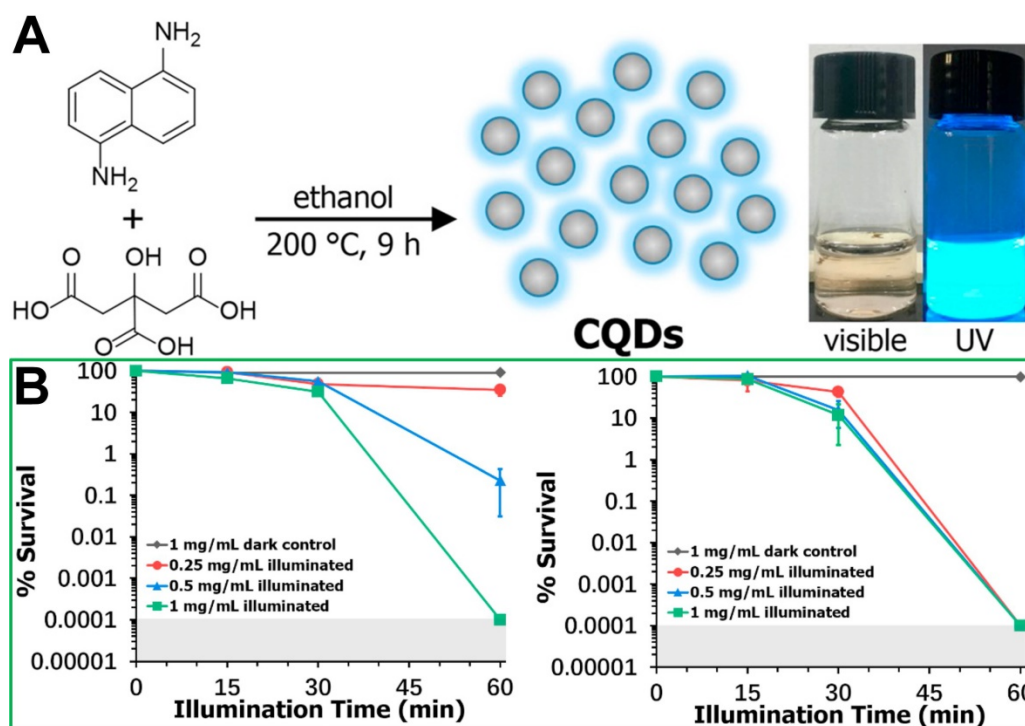 A
NH₂
NH₂
+
O
OH
O
HO
OH
O
OH
ethanol
200 °C, 9 h
CQDs
visible
UV
B
% Survival
100
10
1
0.1
0.01
0.001
0.0001
0.00001
1 mg/mL dark control
0.25 mg/mL illuminated
0.5 mg/mL illuminated
1 mg/mL illuminated
0 15 30 45 60
Illumination Time (min)
% Survival
100
10
1
0.1
0.01
0.001
0.0001
0.00001
1 mg/mL dark control
0.25 mg/mL illuminated
0.5 mg/mL illuminated
1 mg/mL illuminated
0 15 30 45 60
Illumination Time (min)